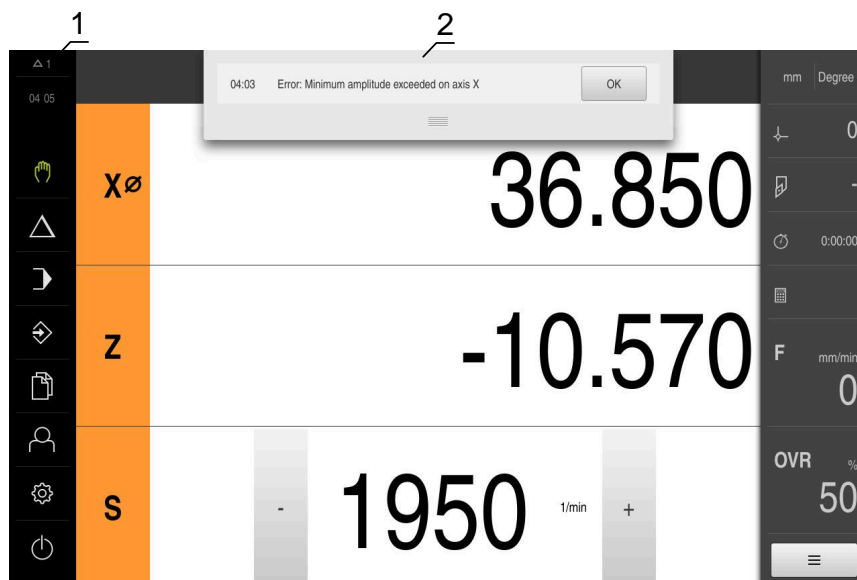 1
2
△ 1
04:03 Error: Minimum amplitude exceeded on axis X OK
mm Degree
04 05
0
X⌀ 36.850
-
0:00:00
Z -10.570
F mm/min
0
OVR %
50
S - 1950 1/min +